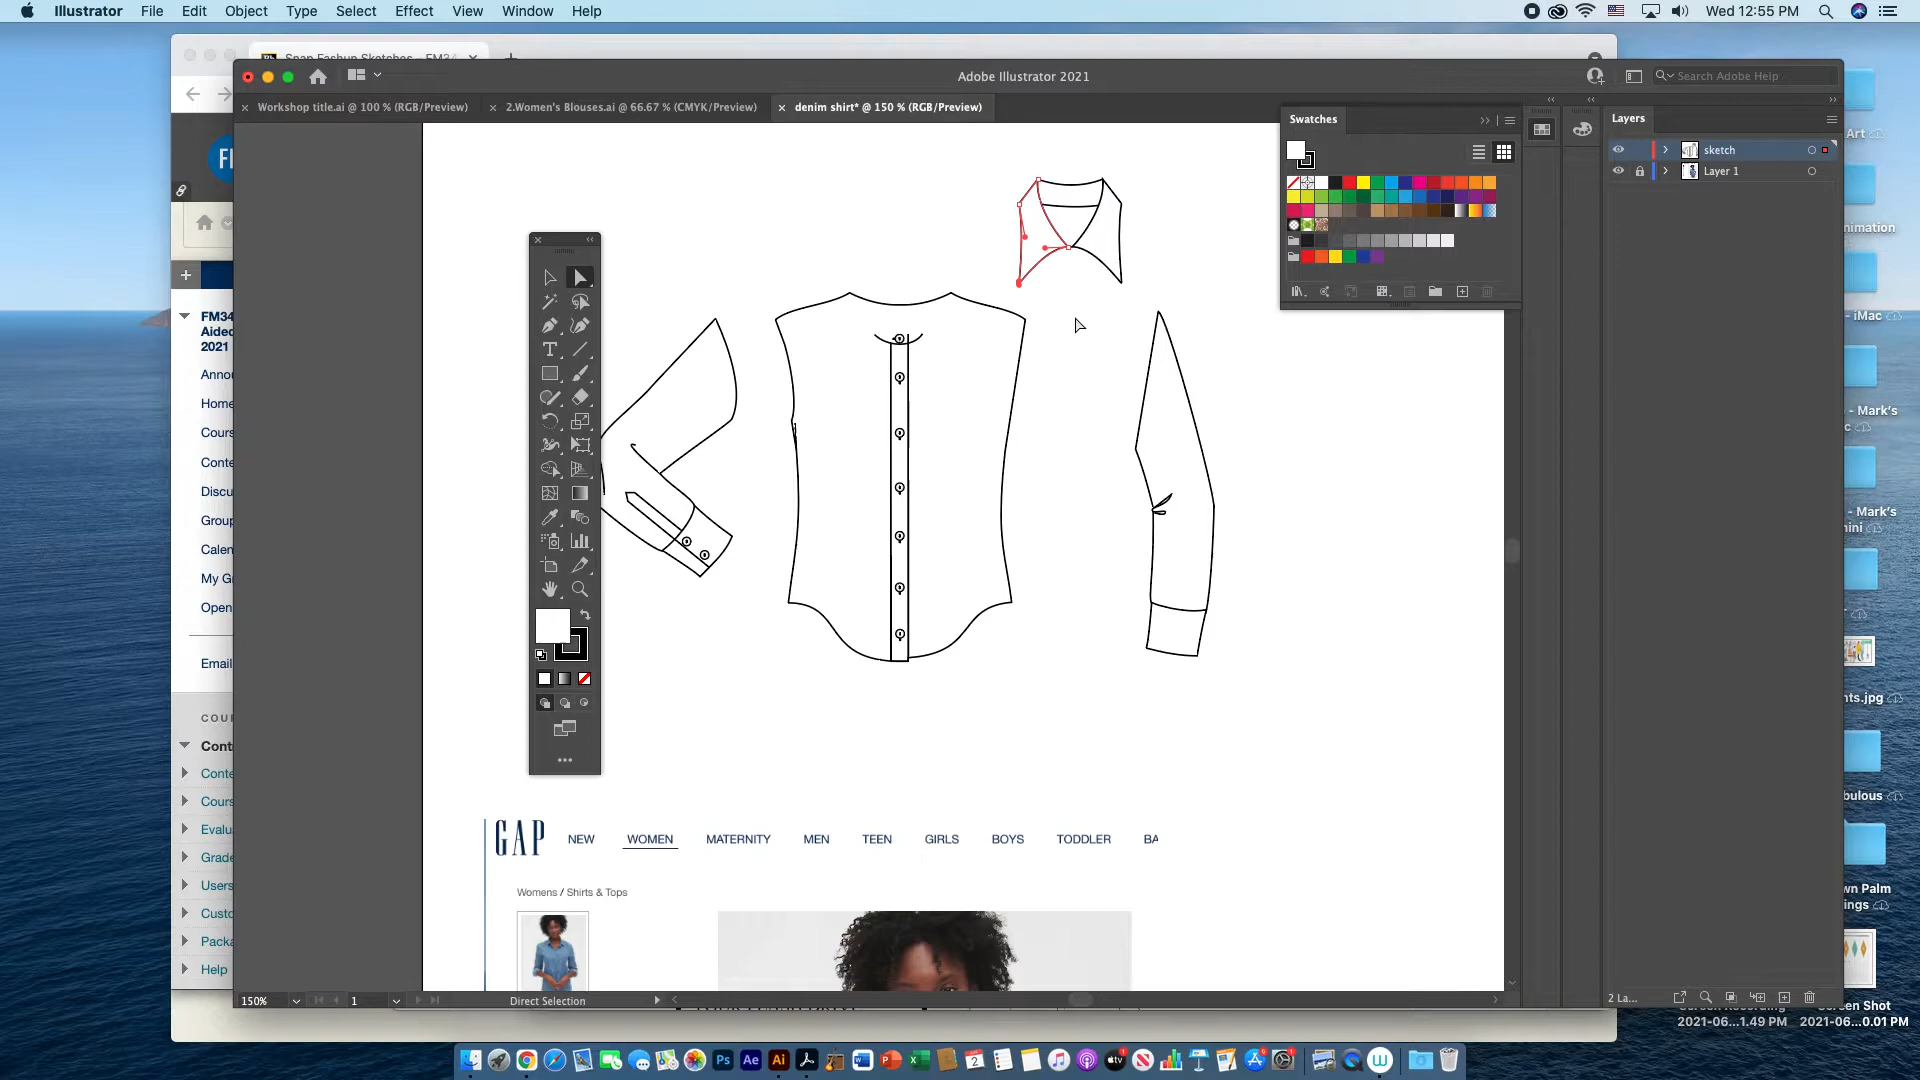 Illustrator File Edit Object Type Select Effect View Window Help
Wed 12:55 PM
Adobe Illustrator 2021
Search Adobe Help
Workshop title.ai @ 100 % (RGB/Preview)
2.Women's Blouses.ai @ 66.67 % (CMYK/Preview)
denim shirt* @ 150 % (RGB/Preview)
Swatches
Layers
sketch
Layer 1
Art
nimation
- iMac
- Mark's
- Mark's
nts.jpg
bulous
wn Palm
ings
een Shot
2021-06...1.49 PM
2021-06...0.01 PM
FM34
Aided
2021
Annou
Home
Cours
Conte
Discu
Group
Calen
My Gr
Open
Email
COU
Cont
Conte
Cours
Evalu
Grade
Users
Custo
Packa
Help
GAP NEW WOMEN MATERNITY MEN TEEN GIRLS BOYS TODDLER BA
Womens / Shirts & Tops
150%
1
Direct Selection
2 La...